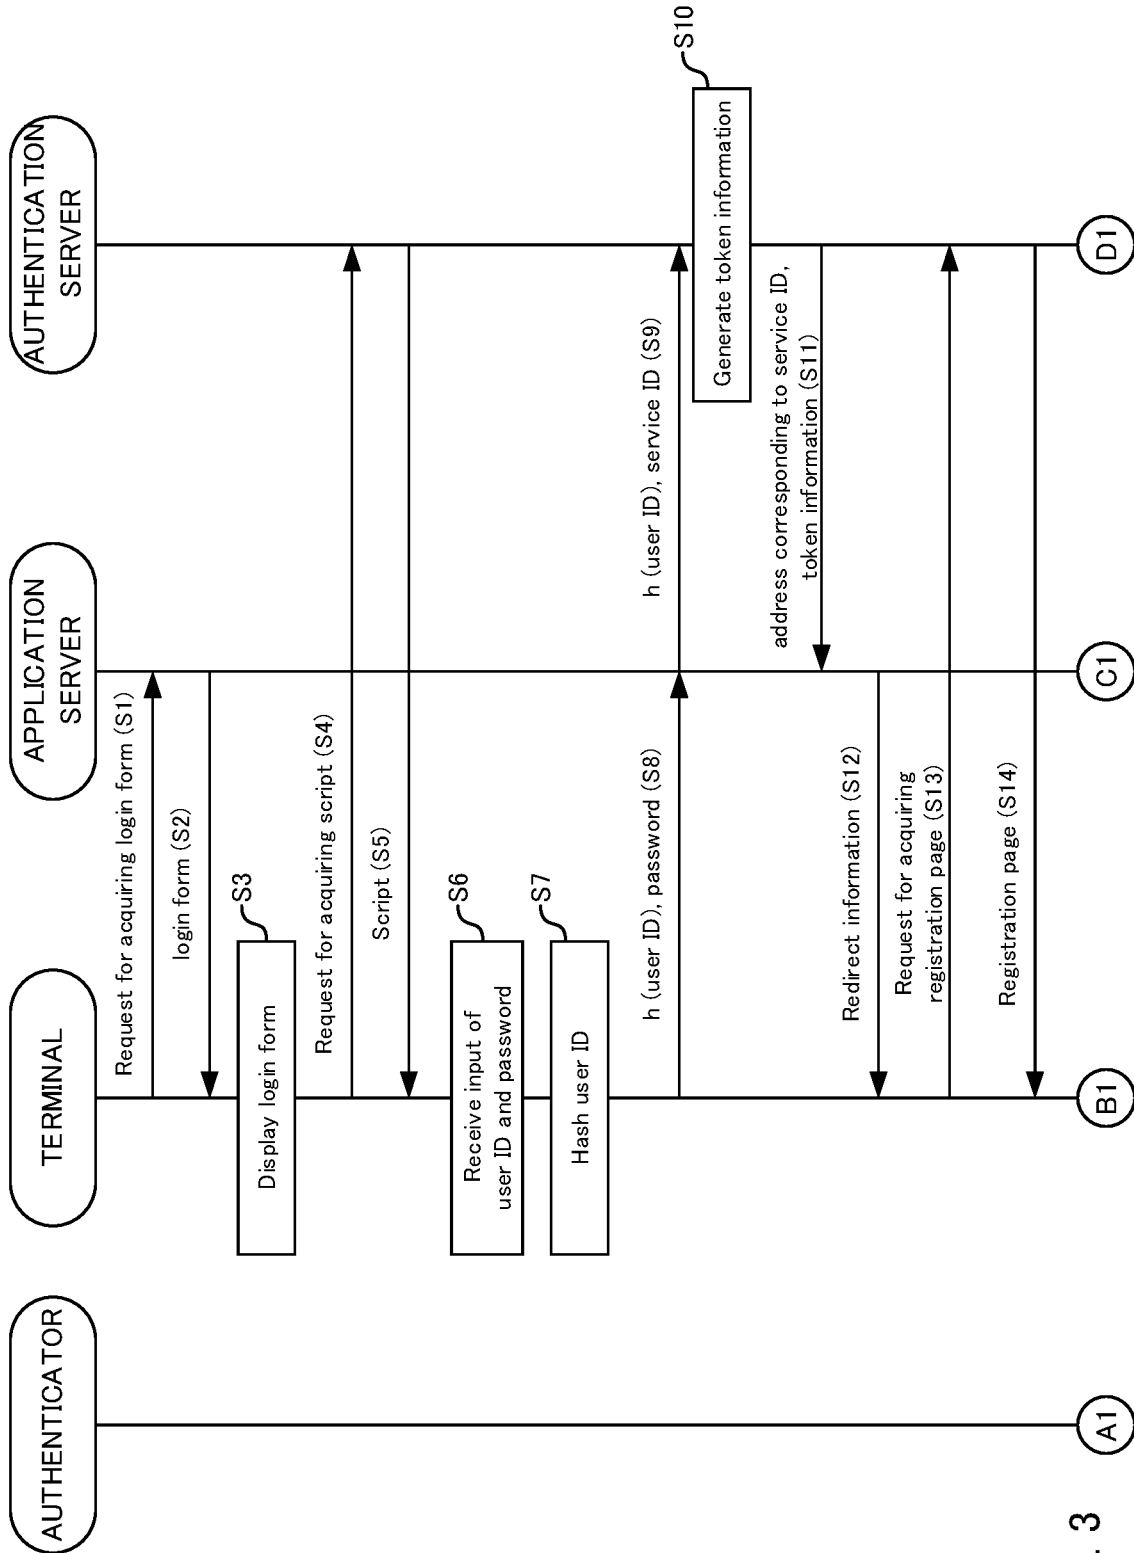 AUTHENTICATOR
TERMINAL
APPLICATION
SERVER
AUTHENTICATION
SERVER
Request for acquiring login form (S1)
login form (S2)
S3
Display login form
Request for acquiring script (S4)
Script (S5)
S6
Receive input of
user ID and password
S7
Hash user ID
h (user ID), password (S8)
h (user ID), service ID (S9)
S10
Generate token information
address corresponding to service ID,
token information (S11)
Redirect information (S12)
Request for acquiring
registration page (S13)
Registration page (S14)
A1
B1
C1
D1
. 3